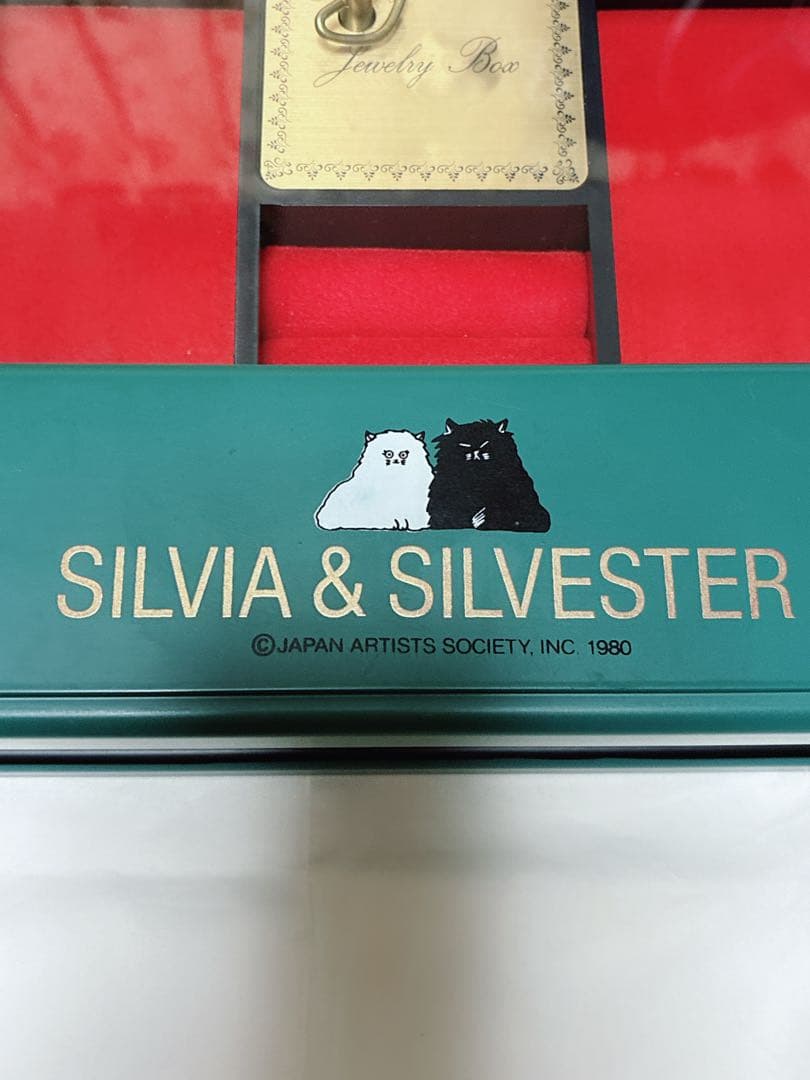 Jewelry Box
SILVIA & SILVESTER
©JAPAN ARTISTS SOCIETY, INC. 1980